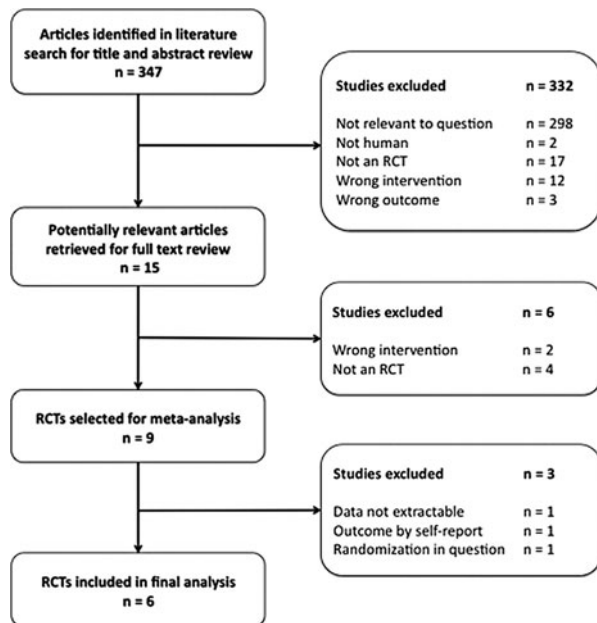 Articles identified in literature
search for title and abstract review
n = 347
Studies excluded n = 332
Not relevant to question n = 298
Not human n = 2
Not an RCT n = 17
Wrong intervention n = 12
Wrong outcome n = 3
Potentially relevant articles
retrieved for full text review
n = 15
Studies excluded n = 6
Wrong intervention n = 2
Not an RCT n = 4
RCTs selected for meta-analysis
n = 9
Studies excluded n = 3
Data not extractable n = 1
Outcome by self-report n = 1
Randomization in question n = 1
RCTs included in final analysis
n = 6